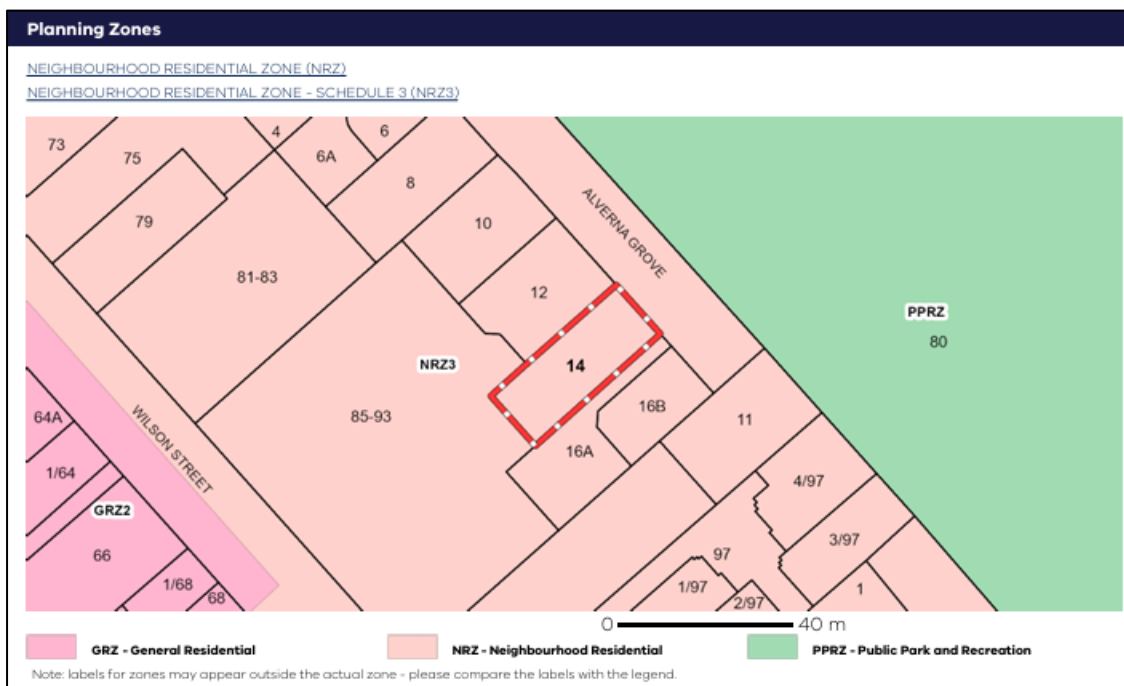 Planning Zones
NEIGHBOURHOOD RESIDENTIAL ZONE (NRZ)
NEIGHBOURHOOD RESIDENTIAL ZONE - SCHEDULE 3 (NRZ3)
73
75
4
6A
6
8
79
10
81-83
12
ALVERNA GROVE
PPRZ
80
NRZ3
14
85-93
16B
11
64A
WILSON STREET
16A
1/64
4/97
GRZ2
3/97
66
97
1/68
68
1/97
2/97
1
0 40 m
GRZ - General Residential
NRZ - Neighbourhood Residential
PPRZ - Public Park and Recreation
Note: labels for zones may appear outside the actual zone - please compare the labels with the legend.